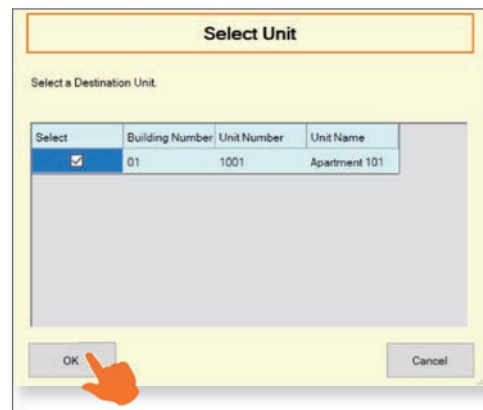 Select Unit
Select a Destination Unit.
Select Building Number Unit Number Unit Name
01 1001 Apartment 101
OK Cancel